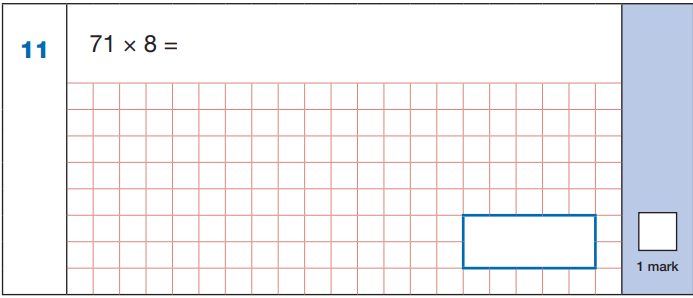 11
71 × 8 =
1 mark